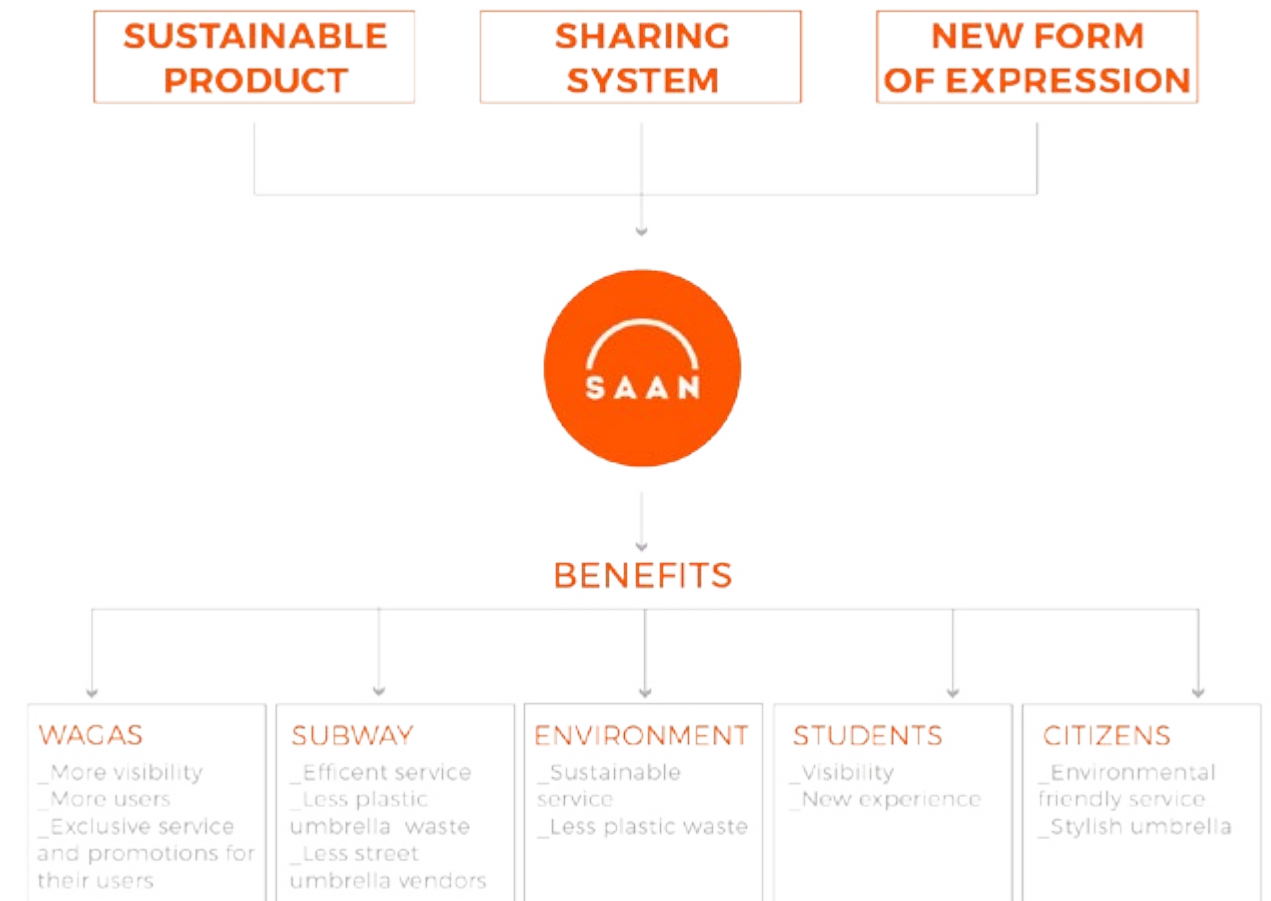 SUSTAINABLE
PRODUCT
SHARING
SYSTEM
NEW FORM
OF EXPRESSION
SAAN
BENEFITS
WAGAS
_More visibility
_More users
_Exclusive service
and promotions for
their users
SUBWAY
_Efficent service
_Less plastic
umbrella waste
_Less street
umbrella vendors
ENVIRONMENT
_Sustainable
service
_Less plastic waste
STUDENTS
_Visibility
_New experience
CITIZENS
_Environmental
friendly service
_Stylish umbrella